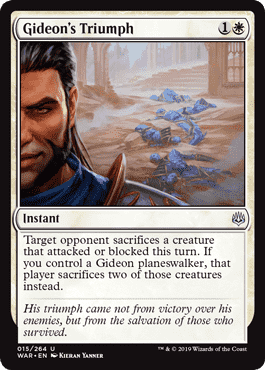 Gideon's Triumph 1
Instant
Target opponent sacrifices a creature
that attacked or blocked this turn. If
you control a Gideon planeswalker, that
player sacrifices two of those creatures
instead.
His triumph came not from victory over his
enemies, but from the salvation of those who
survived.
015/264 U
WAR • EN KIERAN YANNER
™ & © 2019 Wizards of the Coast